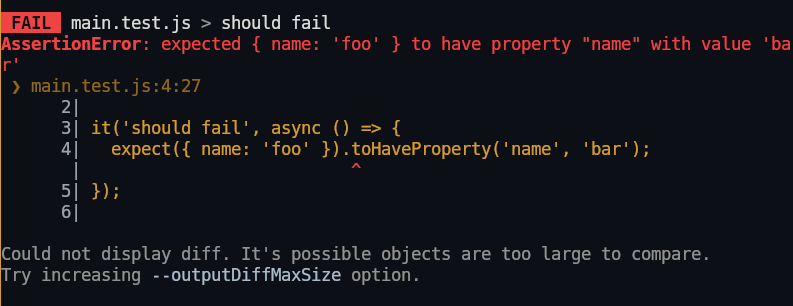 FAIL main.test.js > should fail
AssertionError: expected { name: 'foo' } to have property "name" with value 'ba
r'
❯ main.test.js:4:27
2|
3| it('should fail', async () => {
4|   expect({ name: 'foo' }).toHaveProperty('name', 'bar');
|                           ^
5| });
6|
Could not display diff. It's possible objects are too large to compare.
Try increasing --outputDiffMaxSize option.